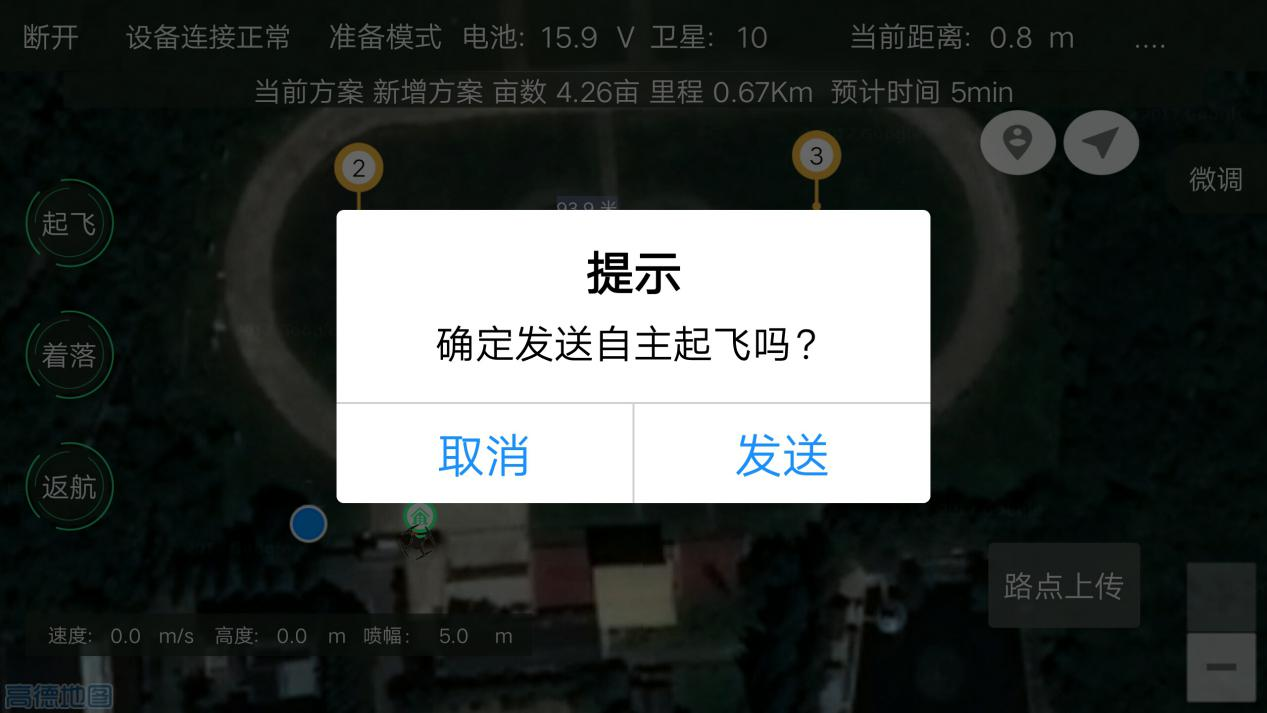 断开 设备连接正常 准备模式 电池: 15.9 V 卫星: 10 当前距离: 0.8 m ....
当前方案 新增方案 亩数 4.26亩 里程 0.67Km 预计时间 5min
2
3
微调
93.9 米
起飞
提示
确定发送自主起飞吗？
着落
取消 发送
返航
路点上传
速度: 0.0 m/s 高度: 0.0 m 喷幅: 5.0 m
高德地图